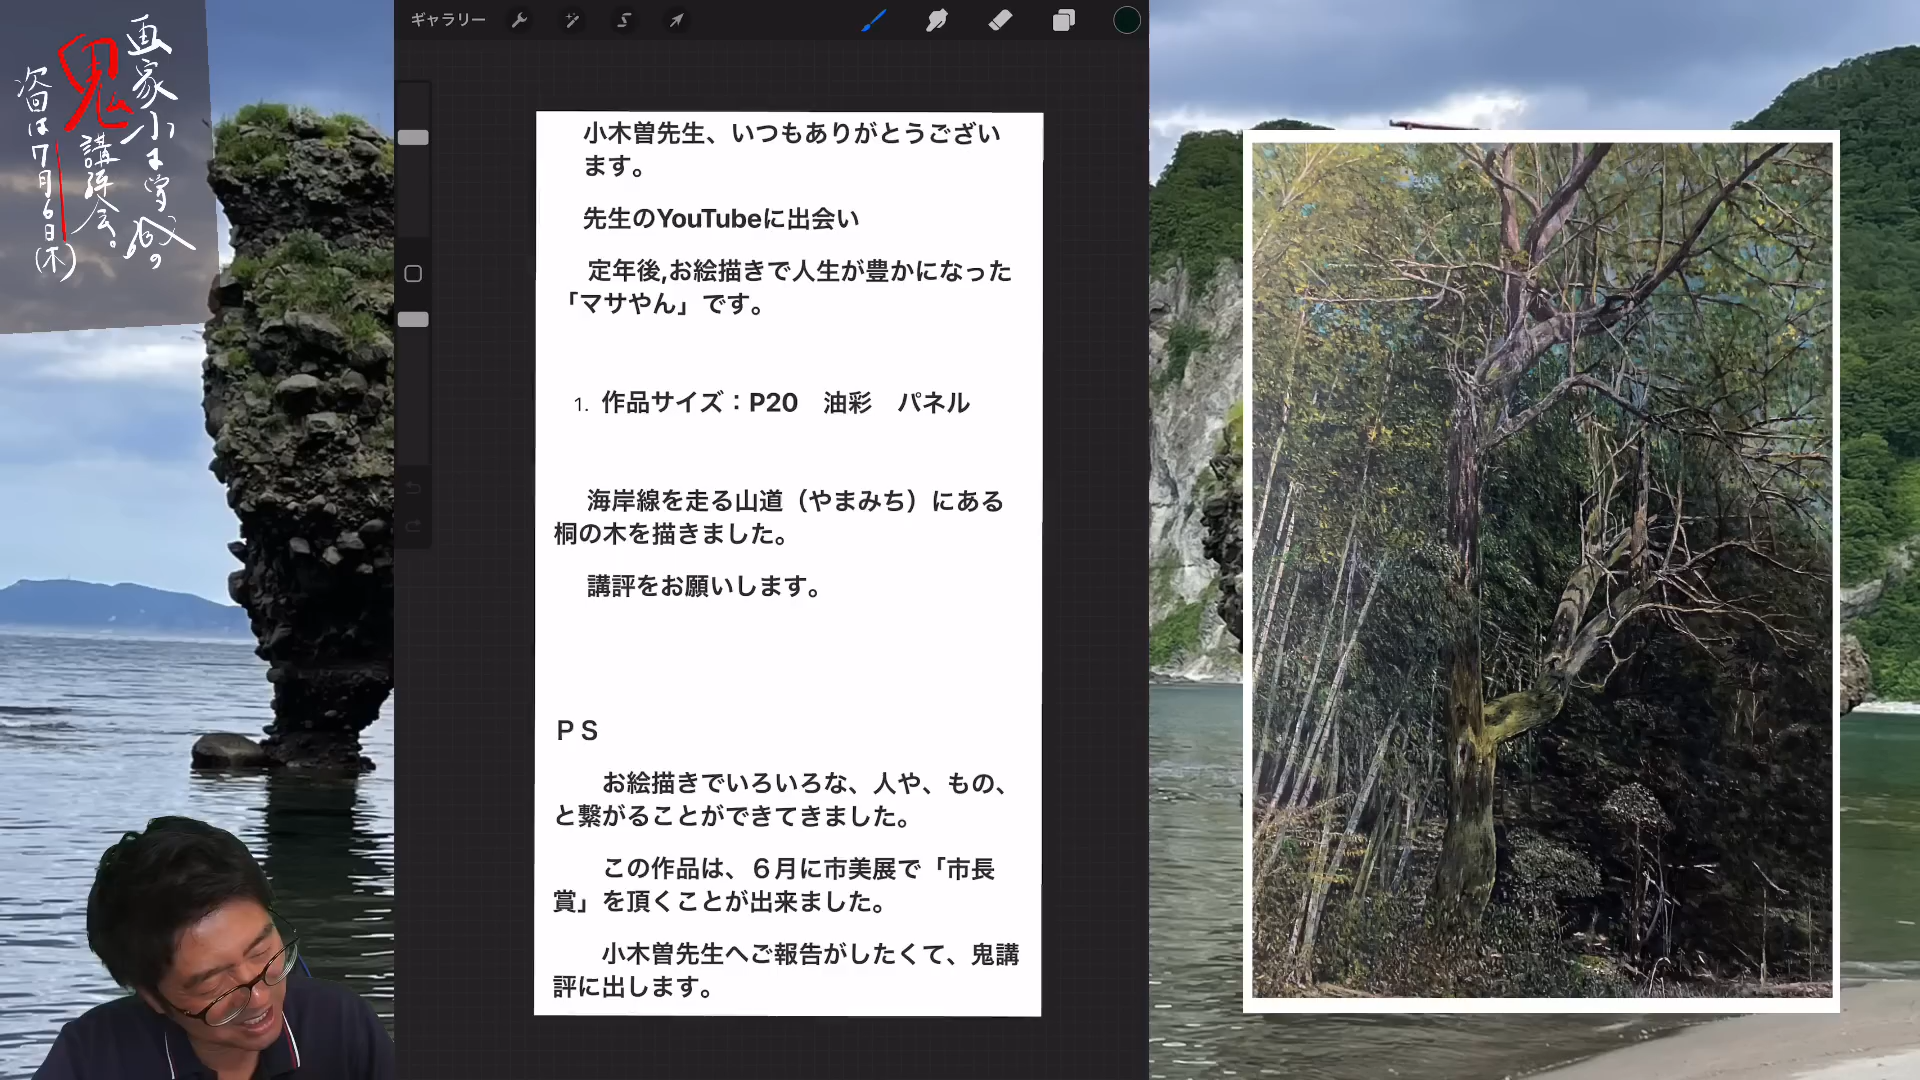 画家小木曽誠の
鬼講評会。
次回は7月6日(木)
ギャラリー
小木曽先生、いつもありがとうござい
ます。
先生のYouTubeに出会い
定年後,お絵描きで人生が豊かになった
「マサやん」です。
1. 作品サイズ：P20　油彩　パネル
海岸線を走る山道（やまみち）にある
桐の木を描きました。
講評をお願いします。
ＰＳ
お絵描きでいろいろな、人や、もの、
と繋がることができてきました。
この作品は、６月に市美展で「市長
賞」を頂くことが出来ました。
小木曽先生へご報告がしたくて、鬼講
評に出します。